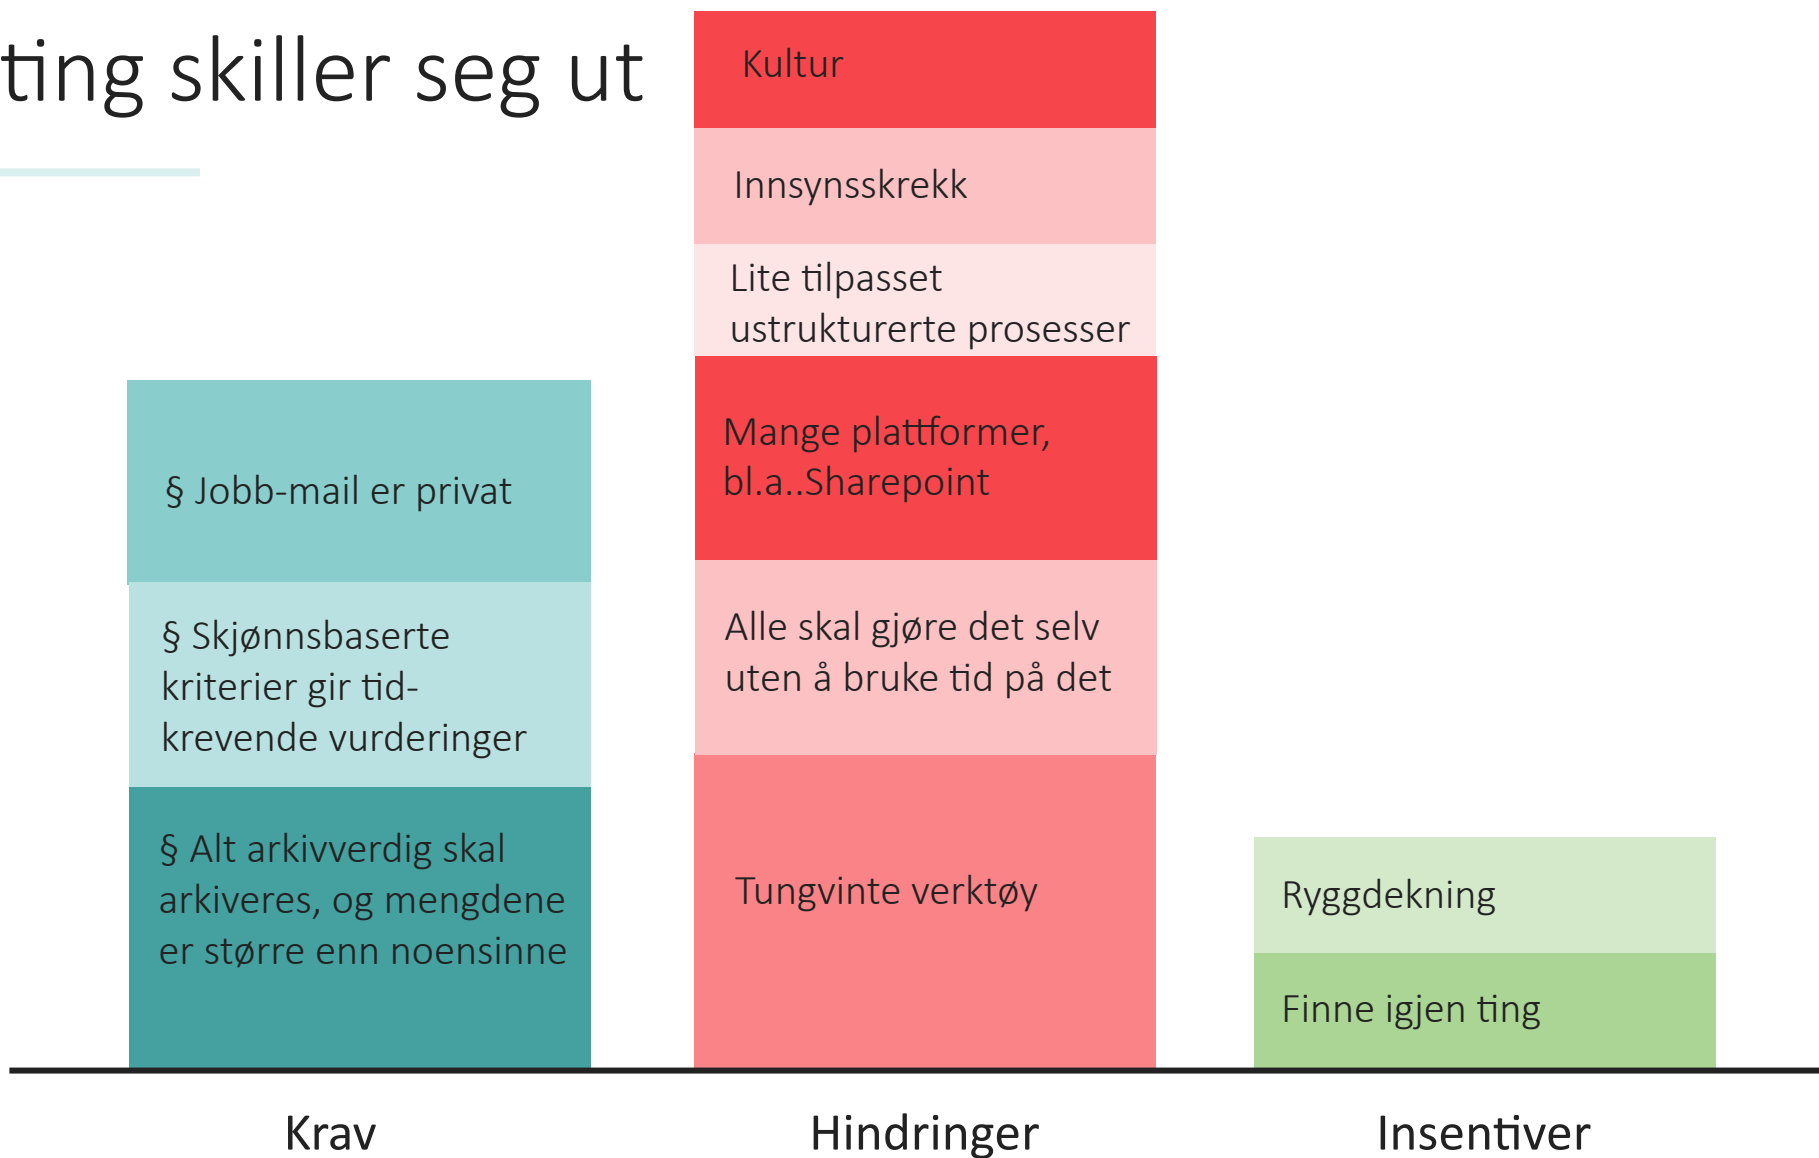 ting skiller seg ut
§ Jobb-mail er privat
§ Skjønnsbaserte
kriterier gir tid-
krevende vurderinger
§ Alt arkivverdig skal
arkiveres, og mengdene
er større enn noensinne
Krav
Kultur
Innsynsskrekk
Lite tilpasset
ustrukturerte prosesser
Mange plattformer,
bl.a..Sharepoint
Alle skal gjøre det selv
uten å bruke tid på det
Tungvinte verktøy
Hindringer
Ryggdekning
Finne igjen ting
Insentiver